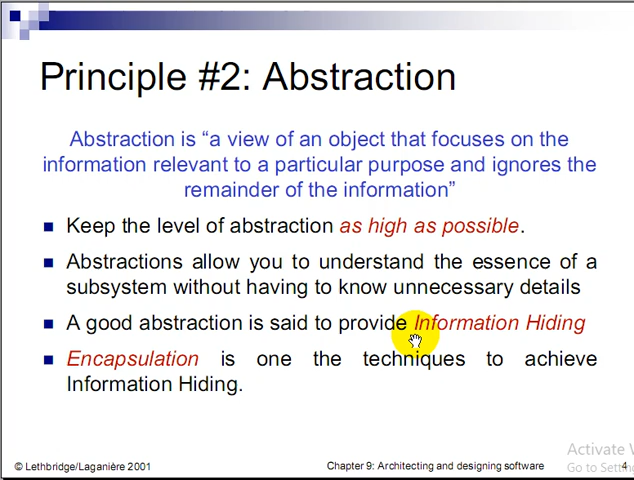 Principle #2: Abstraction
Abstraction is “a view of an object that focuses on the
information relevant to a particular purpose and ignores the
remainder of the information”
Keep the level of abstraction as high as possible.
Abstractions allow you to understand the essence of a
subsystem without having to know unnecessary details
A good abstraction is said to provide Information Hiding
Encapsulation is one the techniques to achieve
Information Hiding.
Activate W
© Lethbridge/Laganière 2001 Chapter 9: Architecting and designing software 4
Go to Settin